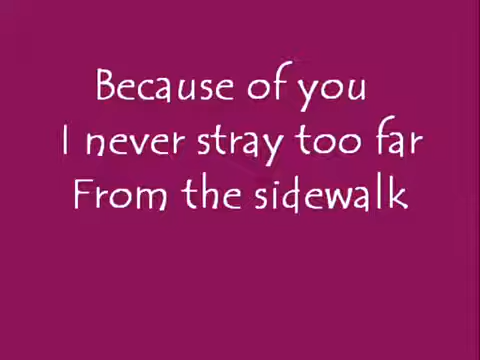 Because of you
I never stray too far
From the sidewalk